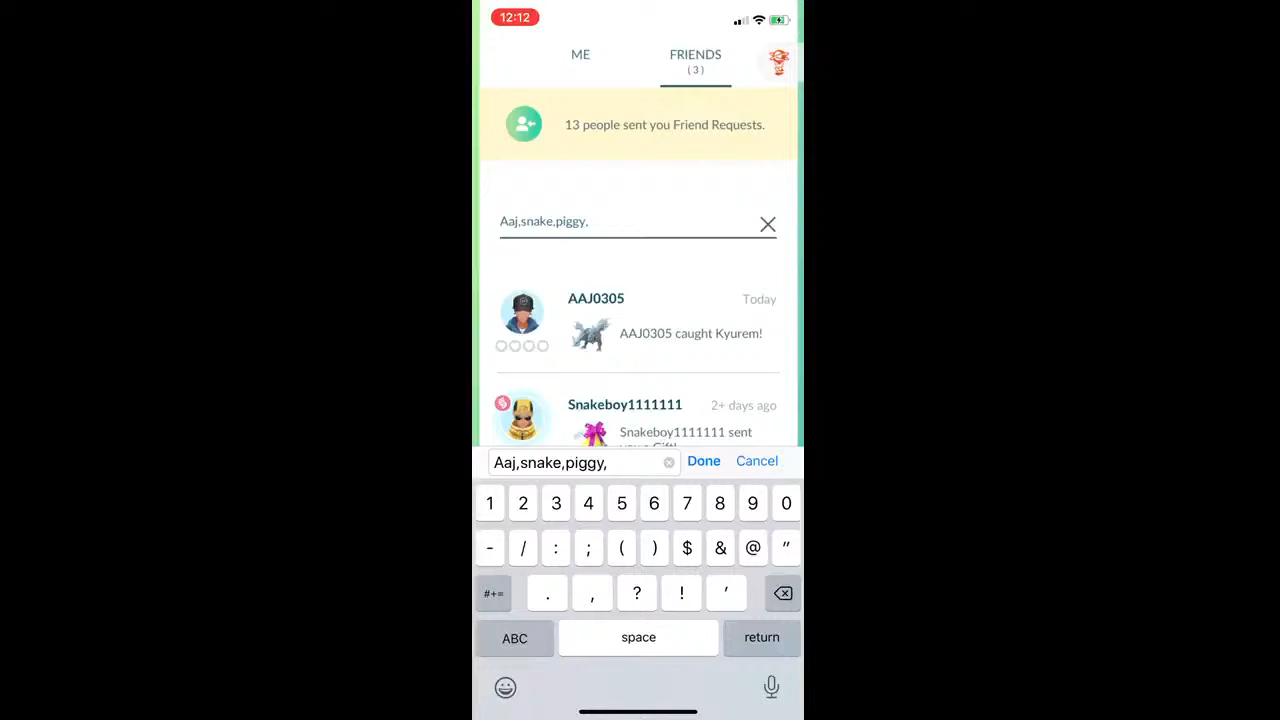 12:12
ME
FRIENDS
( 3 )
13 people sent you Friend Requests.
Aaj,snake,piggy,
AAJ0305
Today
AAJ0305 caught Kyurem!
Snakeboy1111111
2+ days ago
Snakeboy1111111 sent
Aaj,snake,piggy,
Done
Cancel
1 2 3 4 5 6 7 8 9 0
- / : ; ( ) $ & @ "
#+= . , ? ! '
ABC space return